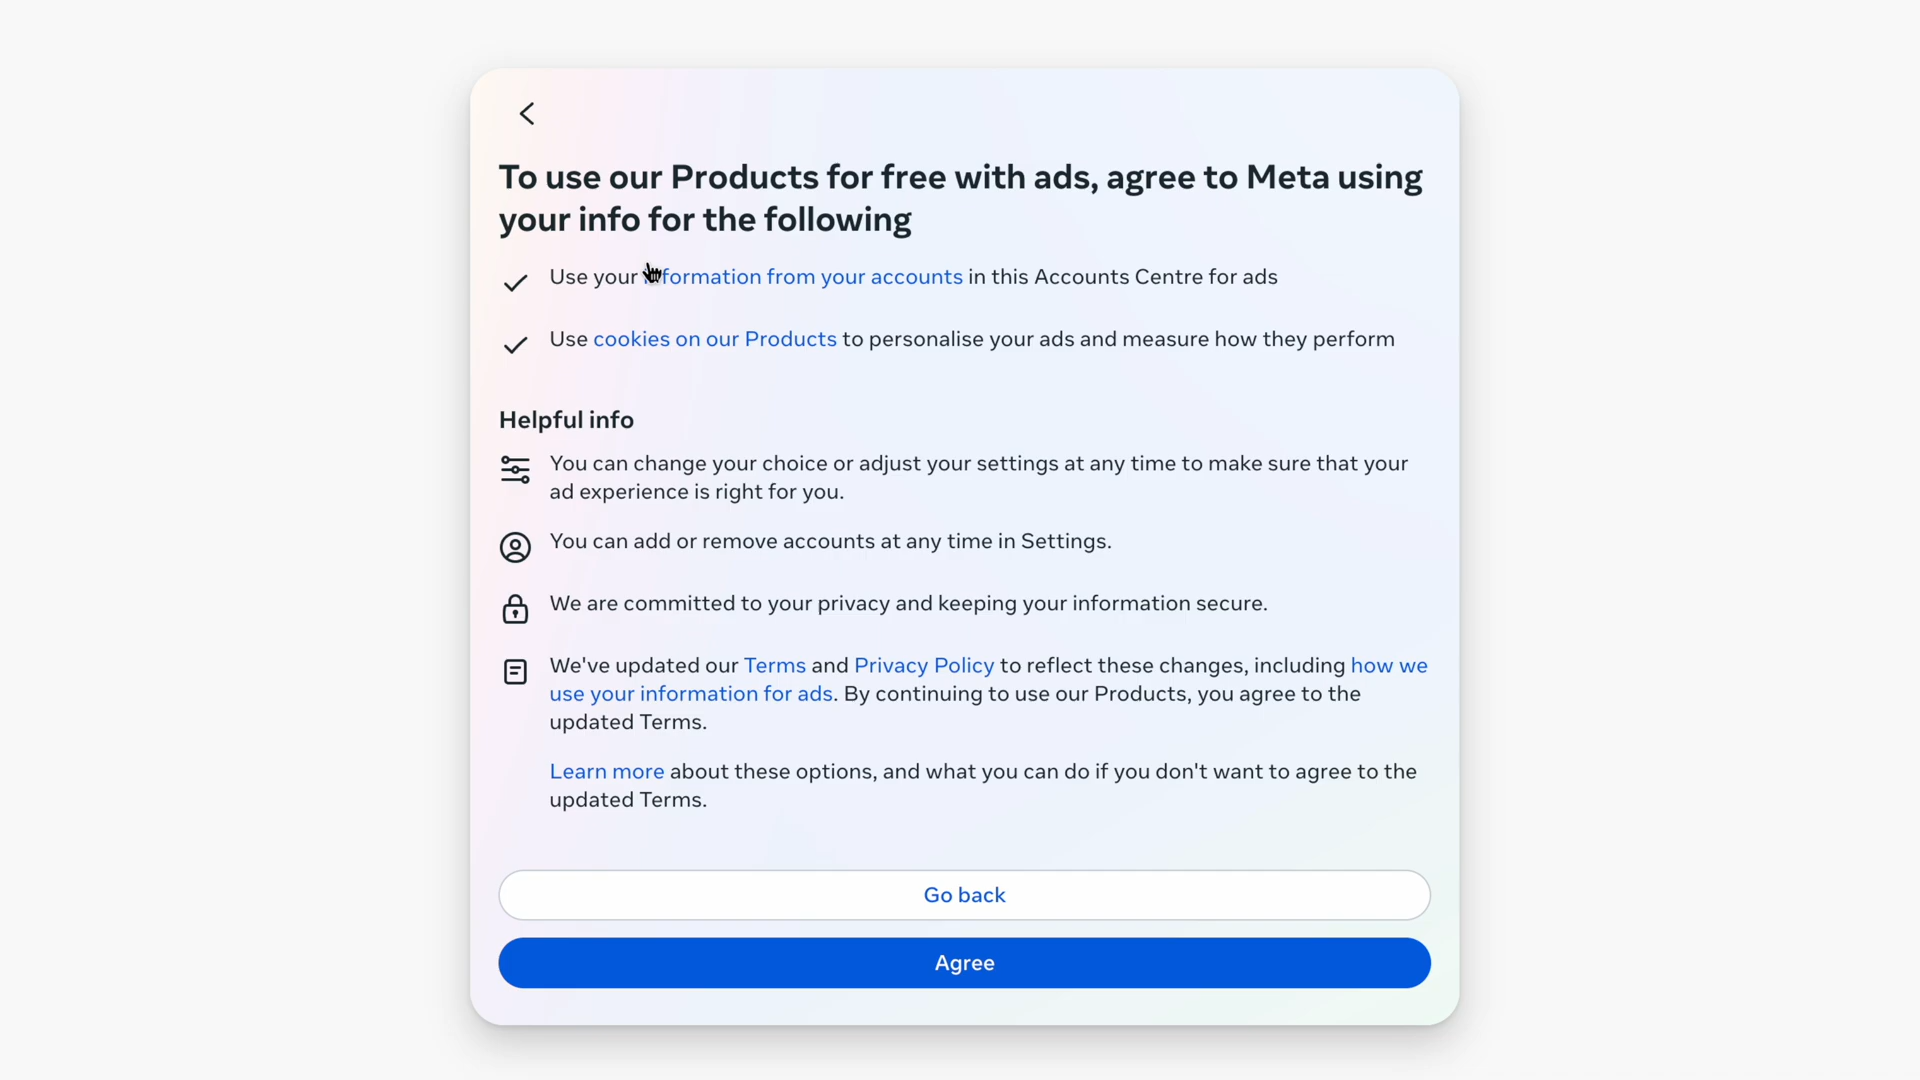 To use our Products for free with ads, agree to Meta using
your info for the following
Use your information from your accounts in this Accounts Centre for ads
Use cookies on our Products to personalise your ads and measure how they perform
Helpful info
You can change your choice or adjust your settings at any time to make sure that your
ad experience is right for you.
You can add or remove accounts at any time in Settings.
We are committed to your privacy and keeping your information secure.
We've updated our Terms and Privacy Policy to reflect these changes, including how we
use your information for ads. By continuing to use our Products, you agree to the
updated Terms.
Learn more about these options, and what you can do if you don't want to agree to the
updated Terms.
Go back
Agree